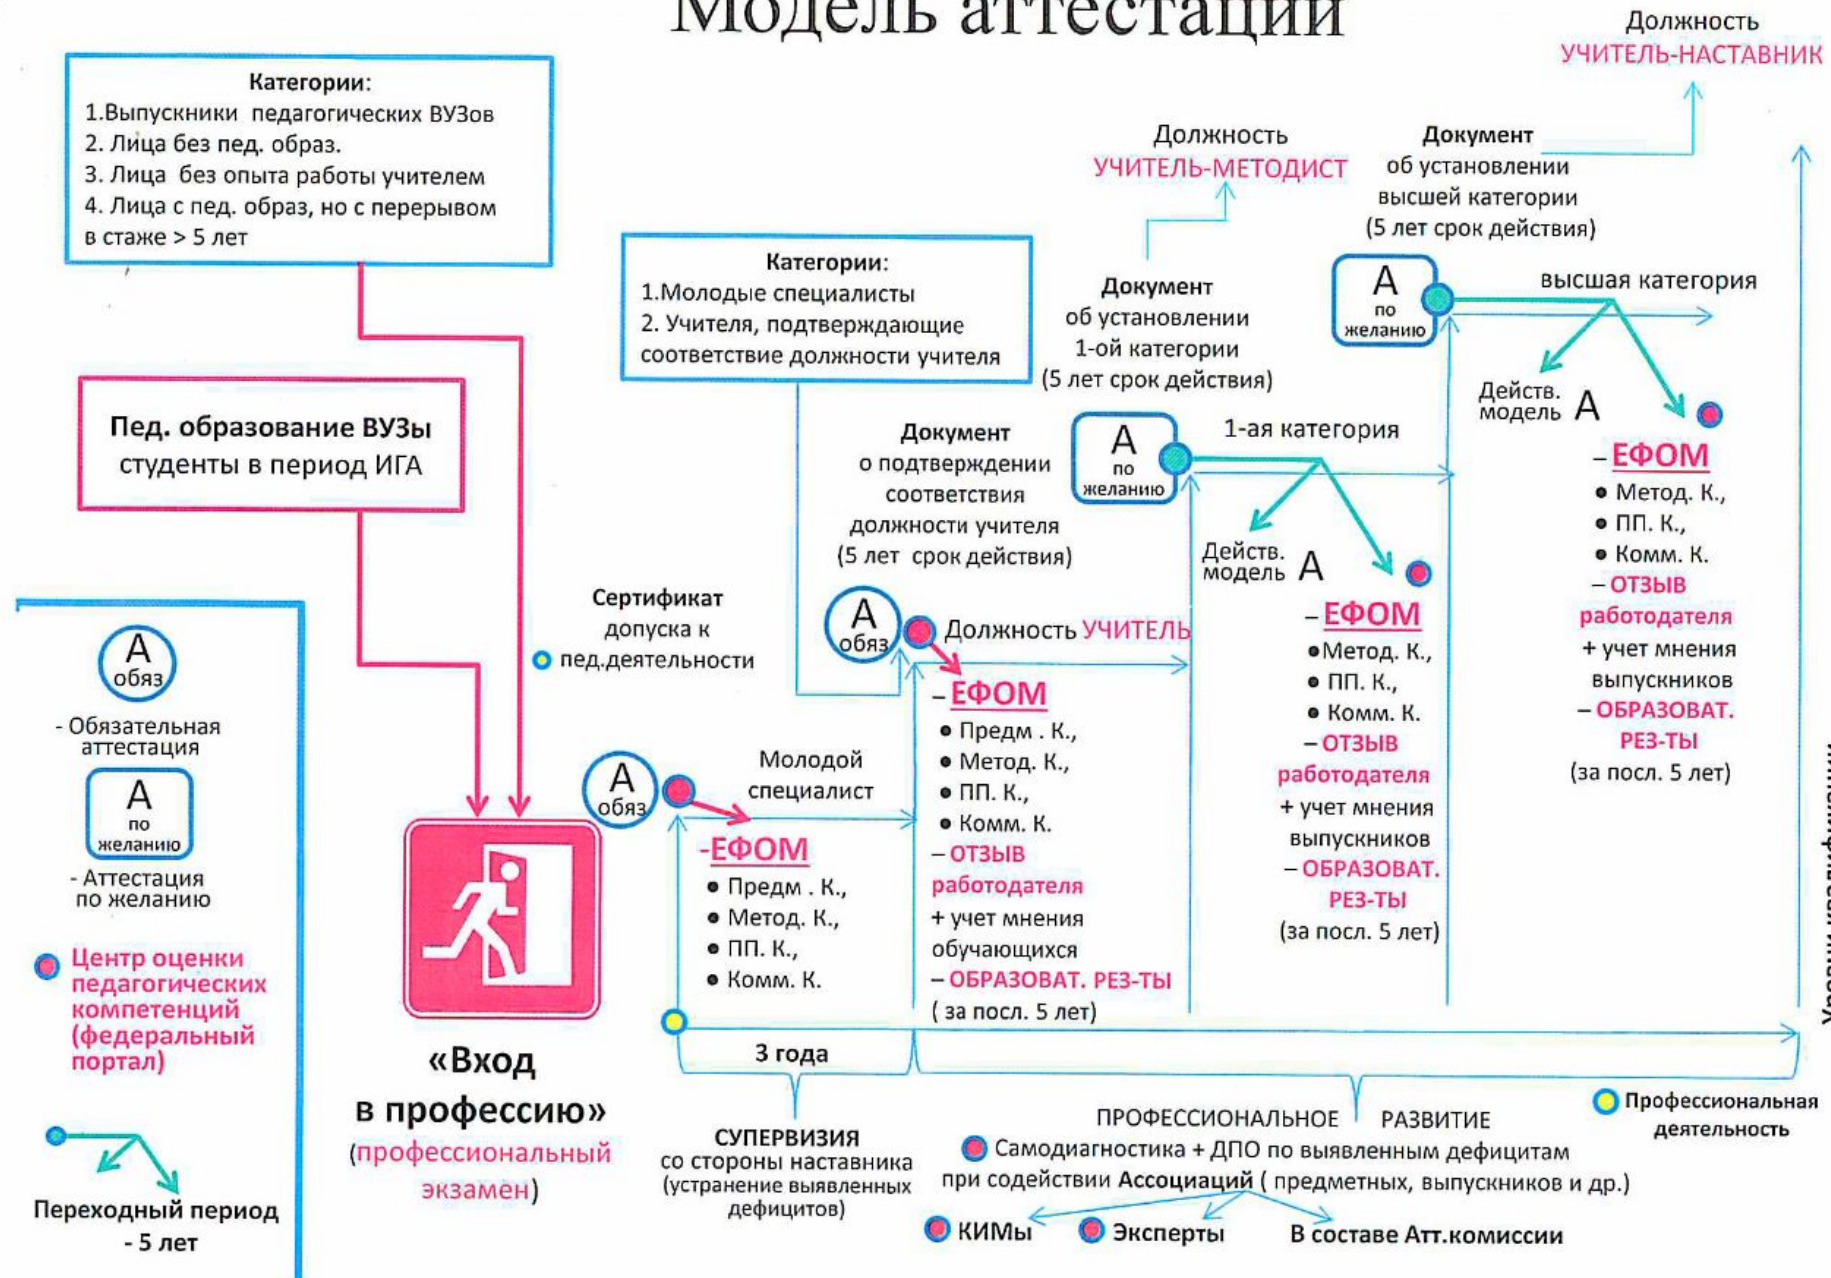 Модель аттестации
Категории:
1.Выпускники педагогических ВУЗов
2. Лица без пед. образ.
3. Лица без опыта работы учителем
4. Лица с пед. образ, но с перерывом
в стаже > 5 лет
Пед. образование ВУЗы
студенты в период ИГА
А
обяз
- Обязательная
аттестация
А
по
желанию
- Аттестация
по желанию
Центр оценки
педагогических
компетенций
(федеральный
портал)
Переходный период
- 5 лет
«Вход
в профессию»
(профессиональный
экзамен)
Сертификат
допуска к
пед.деятельности
А
обяз
Молодой
специалист
-ЕФОМ
• Предм . К.,
• Метод. К.,
• ПП. К.,
• Комм. К.
3 года
СУПЕРВИЗИЯ
со стороны наставника
(устранение выявленных
дефицитов)
Категории:
1.Молодые специалисты
2. Учителя, подтверждающие
соответствие должности учителя
Документ
о подтверждении
соответствия
должности учителя
(5 лет срок действия)
А
обяз
Должность УЧИТЕЛЬ
– ЕФОМ
• Предм . К.,
• Метод. К.,
• ПП. К.,
• Комм. К.
– ОТЗЫВ
работодателя
+ учет мнения
обучающихся
– ОБРАЗОВАТ. РЕЗ-ТЫ
( за посл. 5 лет)
Должность
УЧИТЕЛЬ-МЕТОДИСТ
Документ
об установлении
1-ой категории
(5 лет срок действия)
А
по
желанию
1-ая категория
Действ.
модель А
– ЕФОМ
• Метод. К.,
• ПП. К.,
• Комм. К.
– ОТЗЫВ
работодателя
+ учет мнения
выпускников
– ОБРАЗОВАТ.
РЕЗ-ТЫ
(за посл. 5 лет)
Должность
УЧИТЕЛЬ-НАСТАВНИК
Документ
об установлении
высшей категории
(5 лет срок действия)
А
по
желанию
высшая категория
Действ.
модель А
– ЕФОМ
• Метод. К.,
• ПП. К.,
• Комм. К.
– ОТЗЫВ
работодателя
+ учет мнения
выпускников
– ОБРАЗОВАТ.
РЕЗ-ТЫ
(за посл. 5 лет)
Профессиональная
деятельность
ПРОФЕССИОНАЛЬНОЕ РАЗВИТИЕ
Самодиагностика + ДПО по выявленным дефицитам
при содействии Ассоциаций ( предметных, выпускников и др.)
КИМы
Эксперты
В составе Атт.комиссии